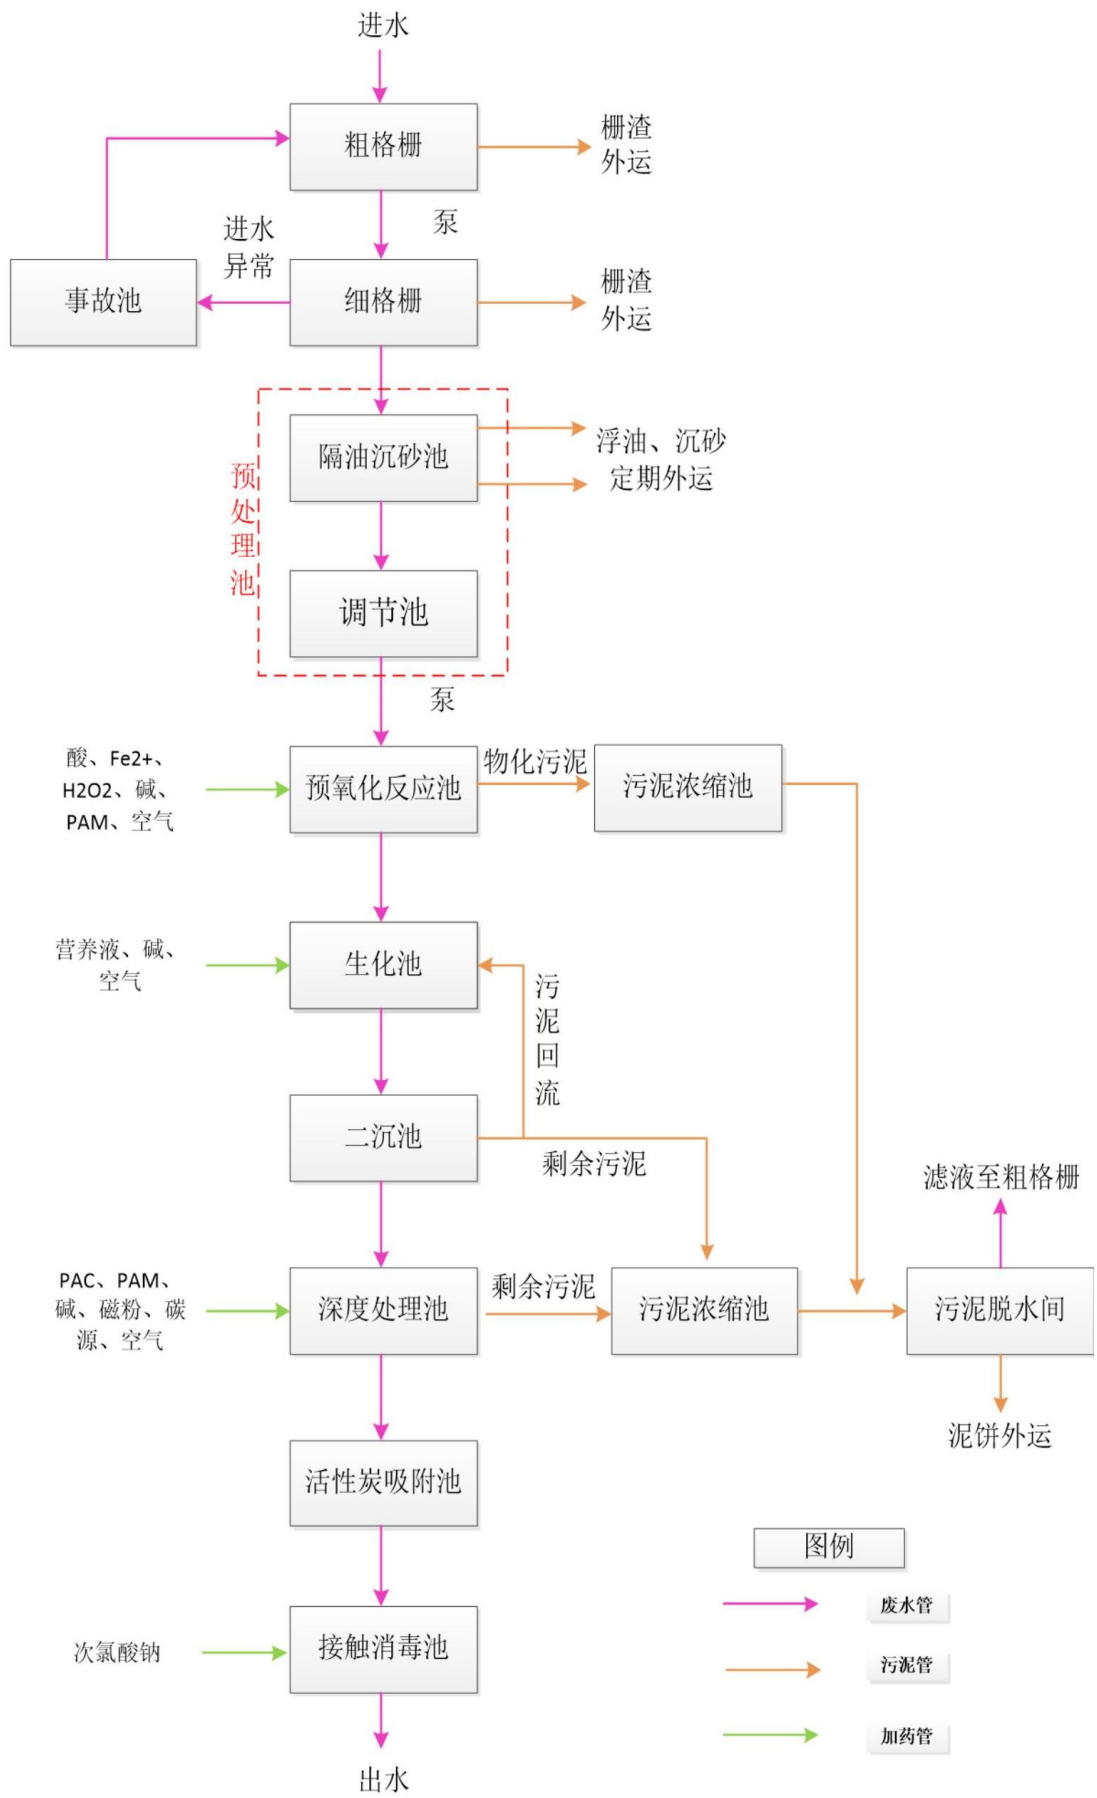 进水
粗格栅
栅渣
外运
泵
进水
异常
事故池
细格栅
栅渣
外运
预
处
理
池
隔油沉砂池
浮油、沉砂
定期外运
调节池
泵
酸、Fe2+、
H2O2、碱、
PAM、空气
预氧化反应池
物化污泥
污泥浓缩池
营养液、碱、
空气
生化池
污
泥
回
流
二沉池
剩余污泥
滤液至粗格栅
PAC、PAM、
碱、磁粉、碳
源、空气
深度处理池
剩余污泥
污泥浓缩池
污泥脱水间
泥饼外运
活性炭吸附池
图例
废水管
次氯酸钠
接触消毒池
污泥管
加药管
出水